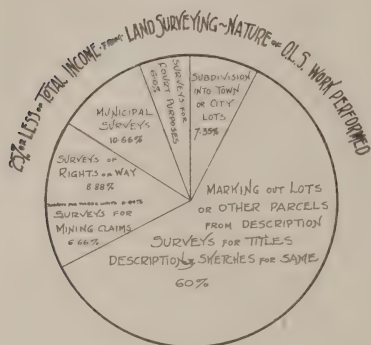 25% OR LESS OF TOTAL INCOME FROM LAND SURVEYING ~ NATURE OF O.L.S. WORK PERFORMED
SURVEYS FOR
COURT PURPOSES
SUBDIVISION
INTO TOWN
OR CITY
LOTS
7.55%
MUNICIPAL
SURVEYS
10.66%
SURVEYS OF
RIGHTS OF WAY
8.88%
SURVEYS FOR
MINING CLAIMS
6.66%
MARKING OUT LOTS
OR OTHER PARCELS
FROM DESCRIPTION
SURVEYS FOR TITLES
DESCRIPTION & SKETCHES FOR SAME
60%